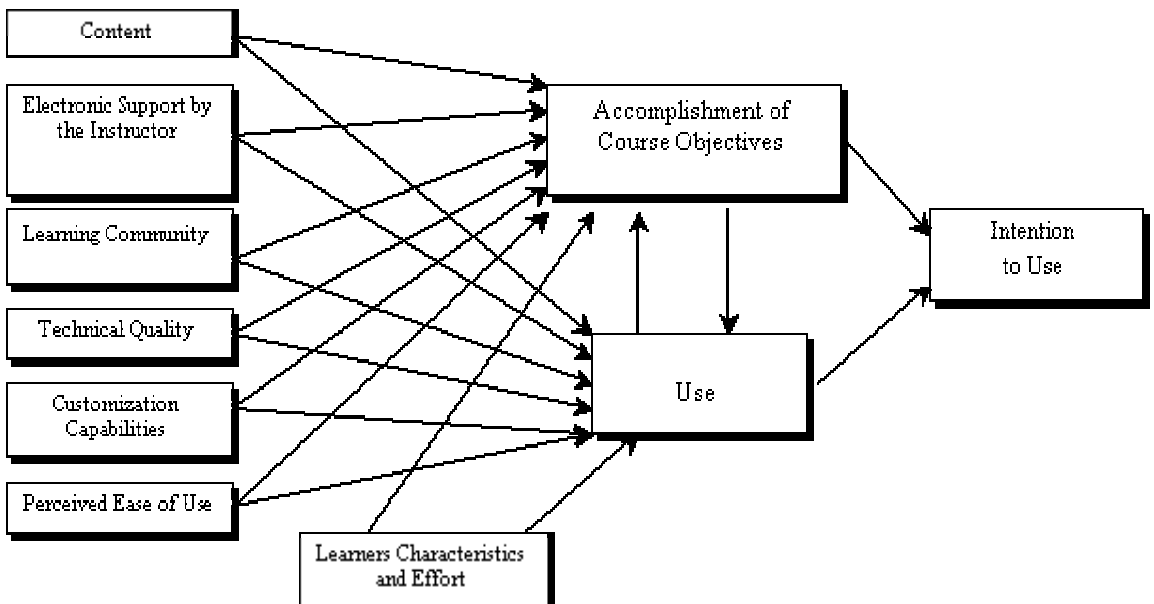 Content
Electronic Support by
the Instructor
Learning Community
Technical Quality
Customization
Capabilities
Perceived Ease of Use
Learners Characteristics
and Effort
Accomplishment of
Course Objectives
Use
Intention
to Use